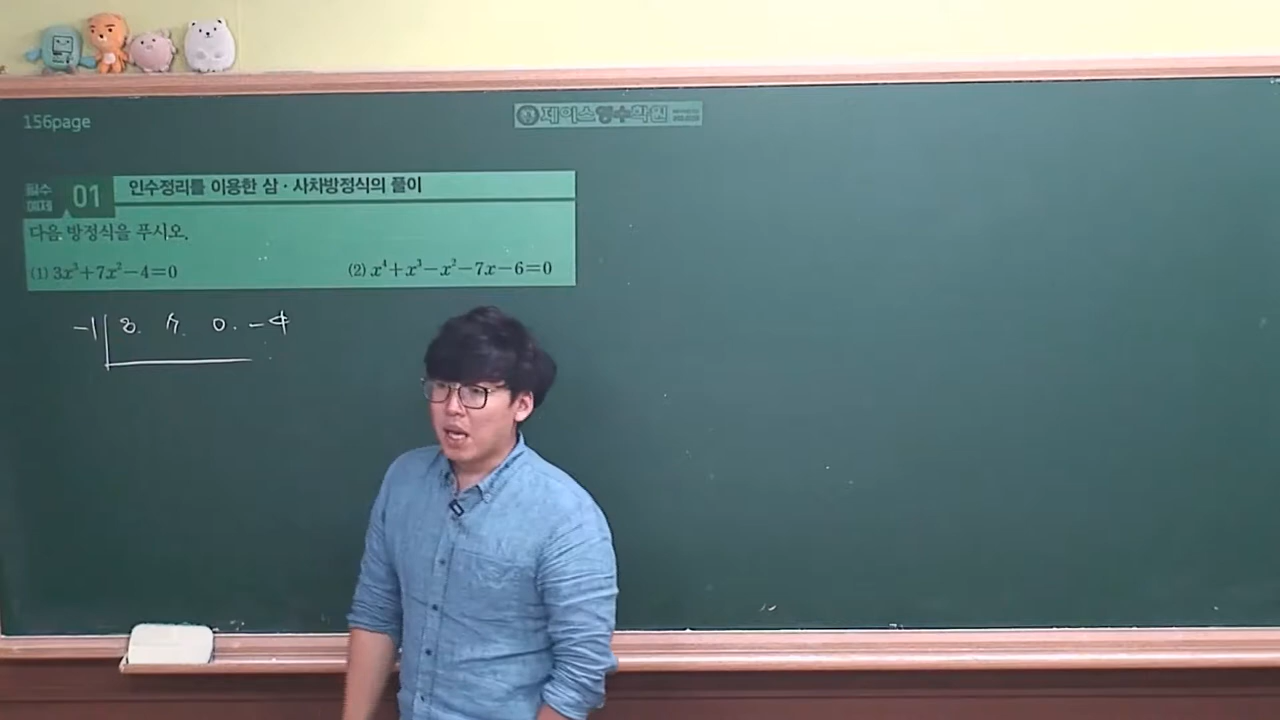 156page
제이스영수학원
필수 예제 01 인수정리를 이용한 삼·사차방정식의 풀이
다음 방정식을 푸시오.
(1) 3x³+7x²−4=0 (2) x⁴+x³−x²−7x−6=0
-1 3. 7. 0. -4